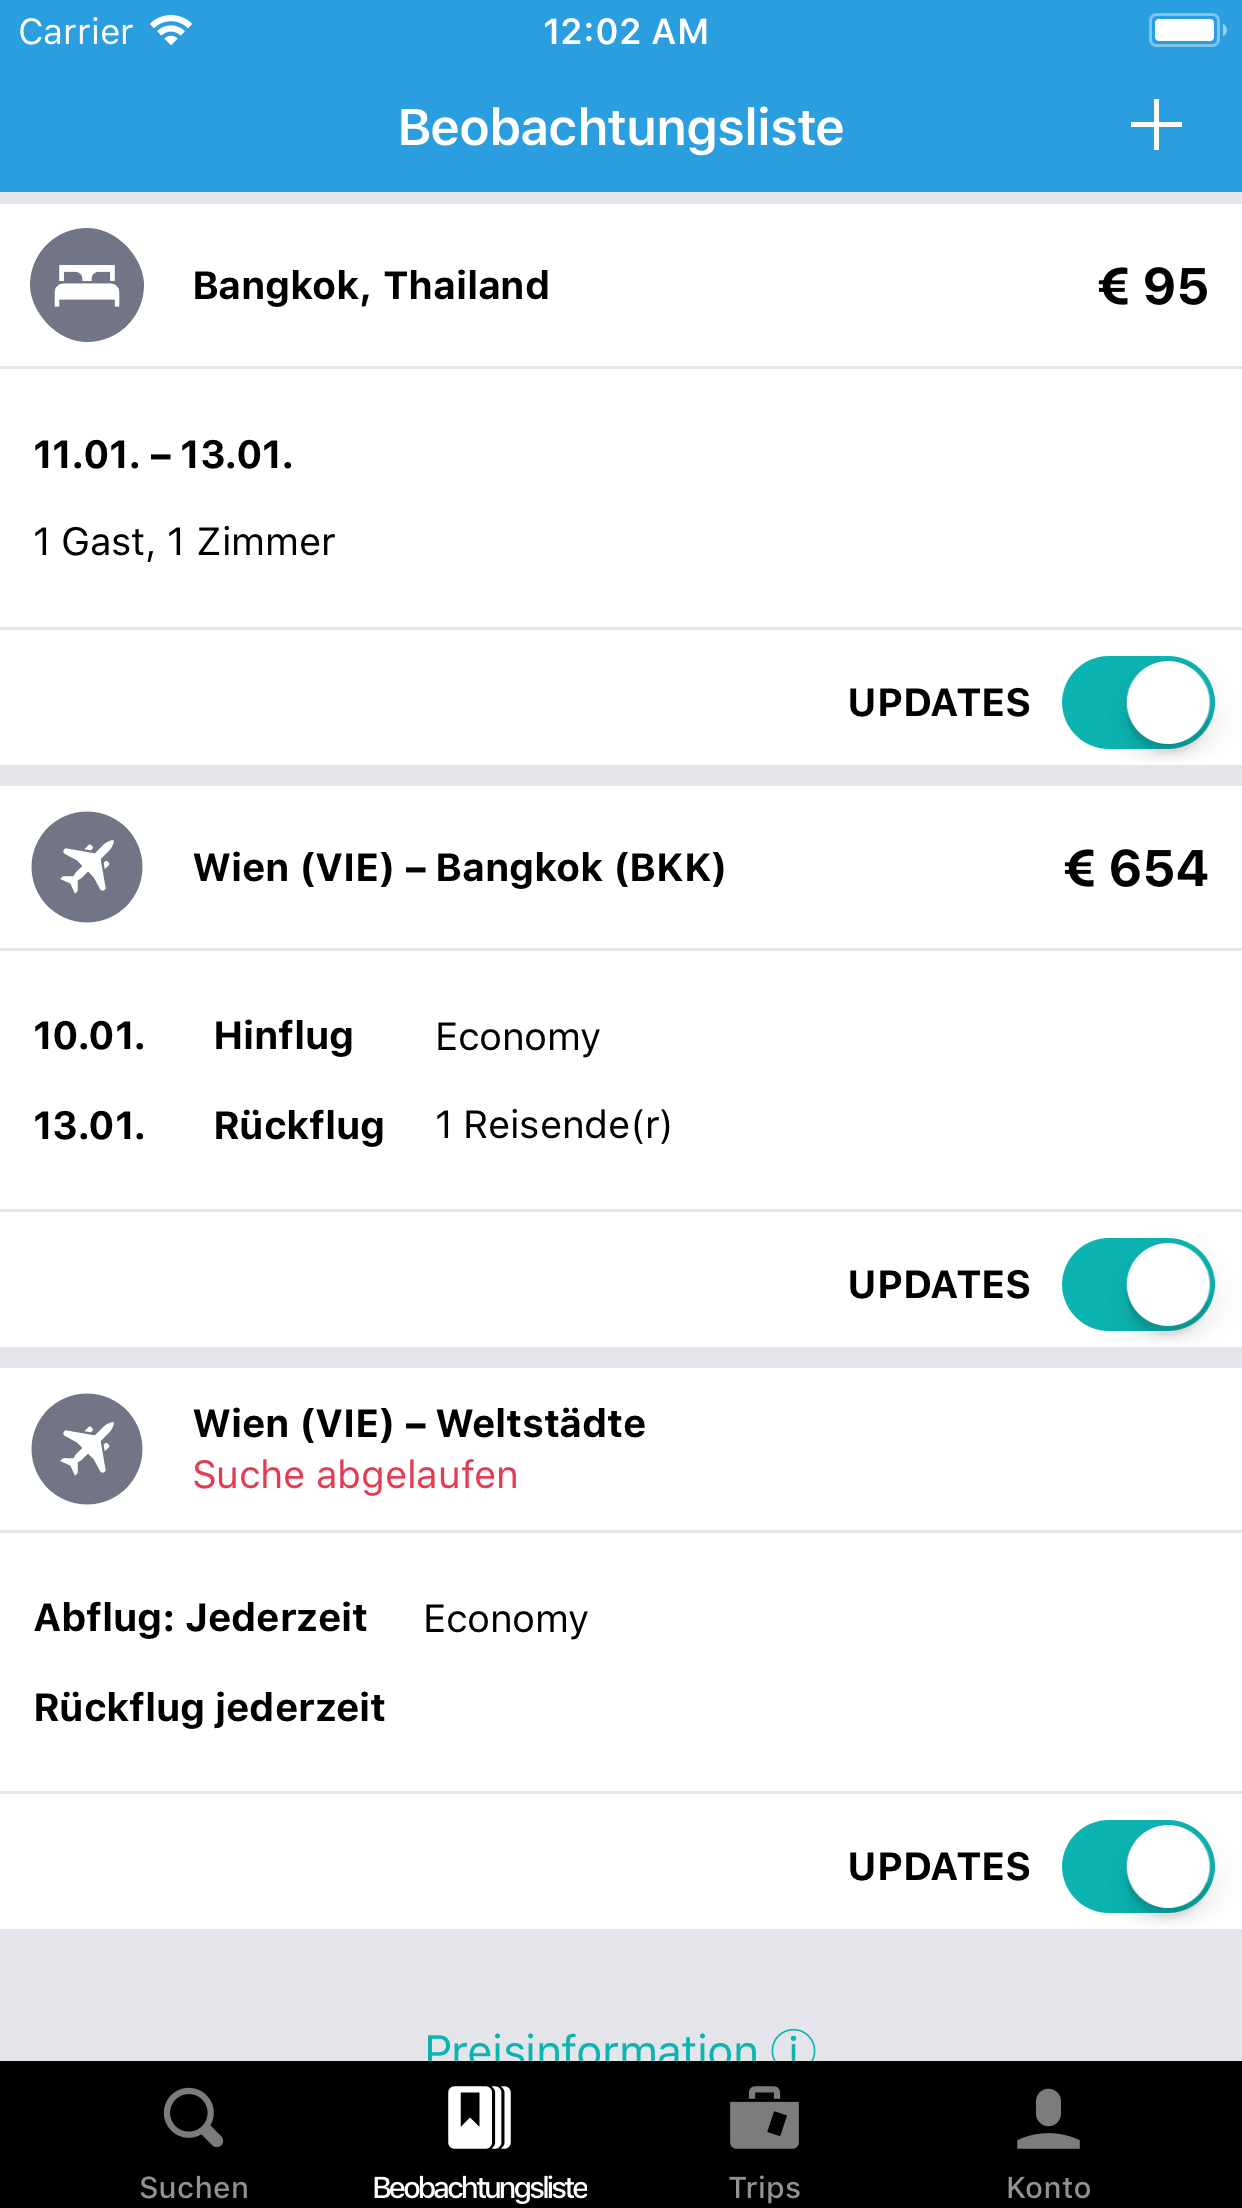 Carrier 12:02 AM
Beobachtungsliste
Bangkok, Thailand € 95
11.01. – 13.01.
1 Gast, 1 Zimmer
UPDATES
Wien (VIE) – Bangkok (BKK) € 654
10.01. Hinflug Economy
13.01. Rückflug 1 Reisende(r)
UPDATES
Wien (VIE) – Weltstädte
Suche abgelaufen
Abflug: Jederzeit Economy
Rückflug jederzeit
UPDATES
Preisinformation
Suchen Beobachtungsliste Trips Konto